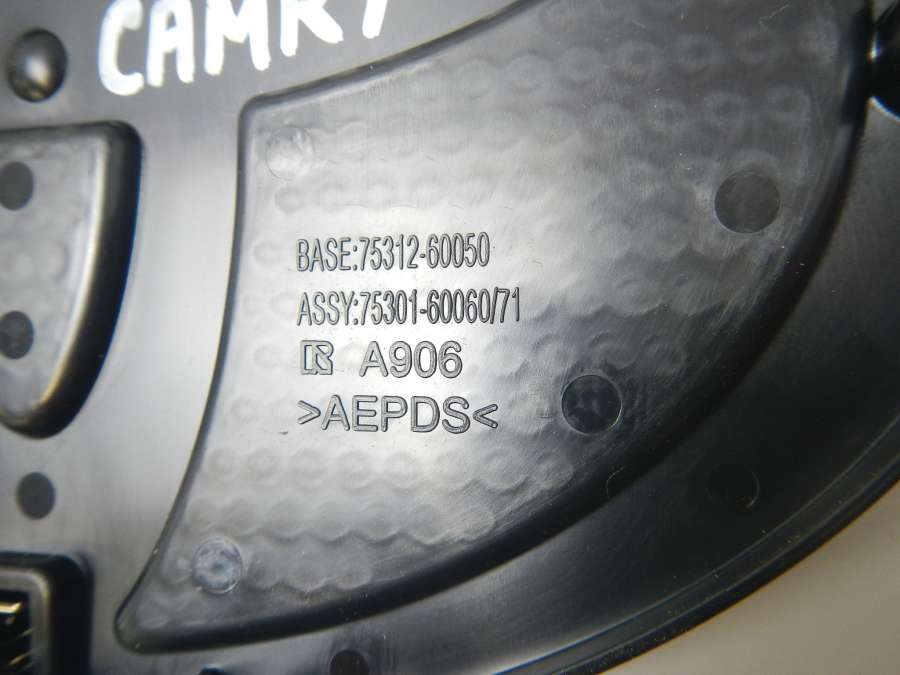 CAMRY
BASE:75312-60050
ASSY:75301-60060/71
A906
>AEPDS<